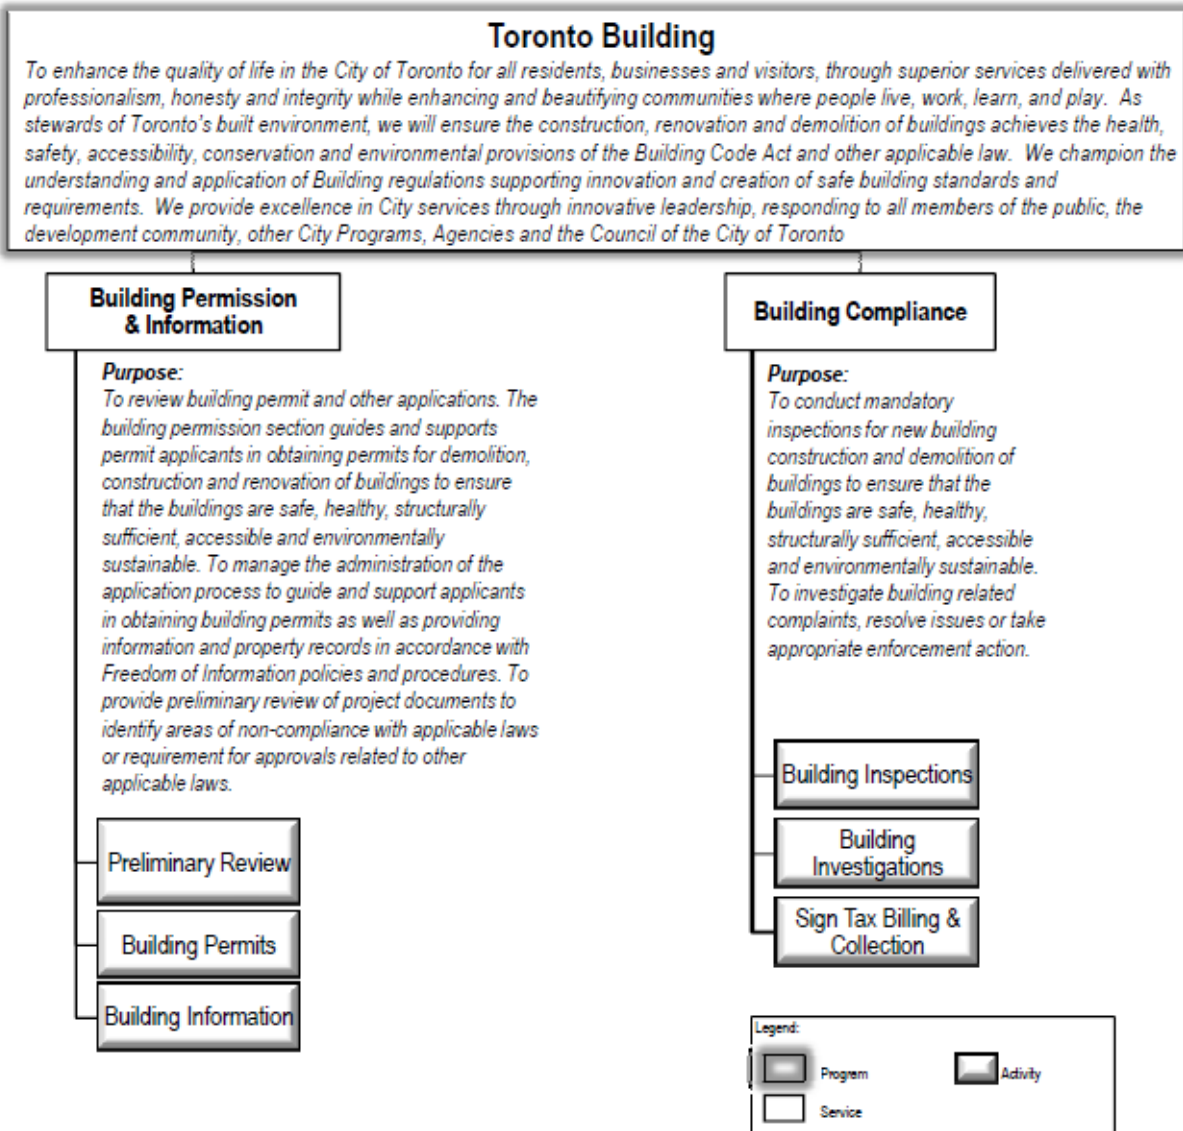 Toronto Building
To enhance the quality of life in the City of Toronto for all residents, businesses and visitors, through superior services delivered with
professionalism, honesty and integrity while enhancing and beautifying communities where people live, work, learn, and play. As
stewards of Toronto's built environment, we will ensure the construction, renovation and demolition of buildings achieves the health,
safety, accessibility, conservation and environmental provisions of the Building Code Act and other applicable law. We champion the
understanding and application of Building regulations supporting innovation and creation of safe building standards and
requirements. We provide excellence in City services through innovative leadership, responding to all members of the public, the
development community, other City Programs, Agencies and the Council of the City of Toronto
Building Permission
& Information
Purpose:
To review building permit and other applications. The
building permission section guides and supports
permit applicants in obtaining permits for demolition,
construction and renovation of buildings to ensure
that the buildings are safe, healthy, structurally
sufficient, accessible and environmentally
sustainable. To manage the administration of the
application process to guide and support applicants
in obtaining building permits as well as providing
information and property records in accordance with
Freedom of Information policies and procedures. To
provide preliminary review of project documents to
identify areas of non-compliance with applicable laws
or requirement for approvals related to other
applicable laws.
Preliminary Review
Building Permits
Building Information
Building Compliance
Purpose:
To conduct mandatory
inspections for new building
construction and demolition of
buildings to ensure that the
buildings are safe, healthy,
structurally sufficient, accessible
and environmentally sustainable.
To investigate building related
complaints, resolve issues or take
appropriate enforcement action.
Building Inspections
Building
Investigations
Sign Tax Billing &
Collection
Legend:
Program
Activity
Service